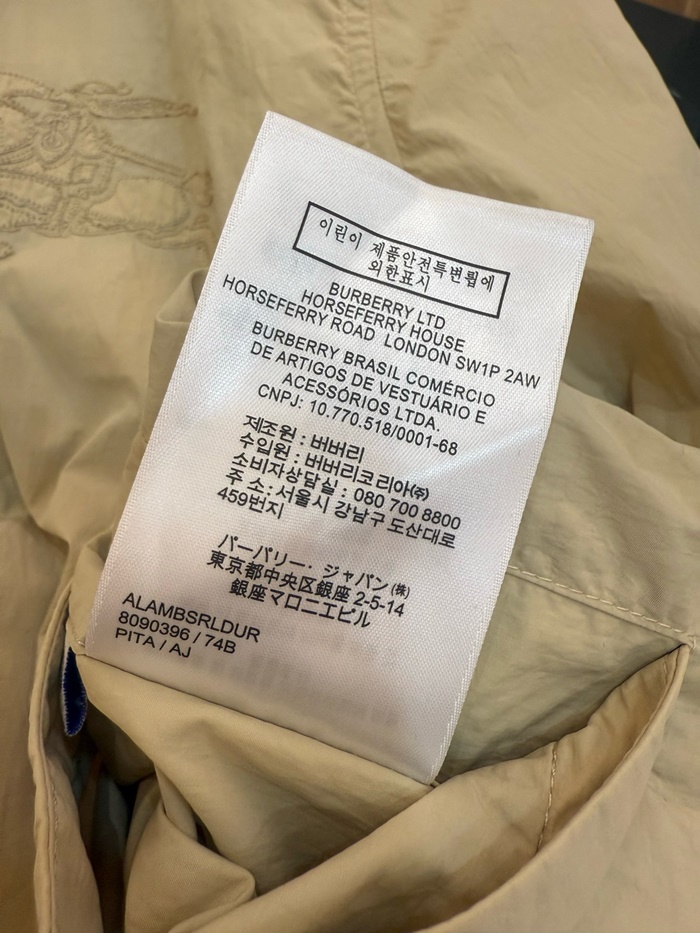 이린이 제품안전특변륍에
외한표시
BURBERRY LTD
HORSEFERRY HOUSE
HORSEFERRY ROAD LONDON SW1P 2AW
BURBERRY BRASIL COMÉRCIO
DE ARTIGOS DE VESTUÁRIO E
ACESSÓRIOS LTDA.
CNPJ: 10.770.518/0001-68
제조원 : 버버리
수입원 : 버버리코리아㈜
소비자상담실 : 080 700 8800
주 소: 서울시 강남구 도산대로
459번지
バーパリー・ジャパン ㈱
東京都中央区銀座 2-5-14
銀座マロニエビル
ALAMBSRLDUR
8090396 / 74B
PITA / AJ